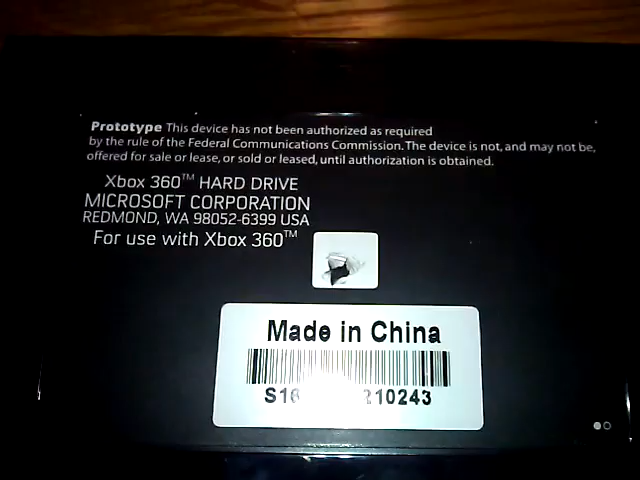 Prototype This device has not been authorized as required
by the rule of the Federal Communications Commission. The device is not, and may not be,
offered for sale or lease, or sold or leased, until authorization is obtained.
Xbox 360™ HARD DRIVE
MICROSOFT CORPORATION
REDMOND, WA 98052-6399 USA
For use with Xbox 360™
Made in China
210243